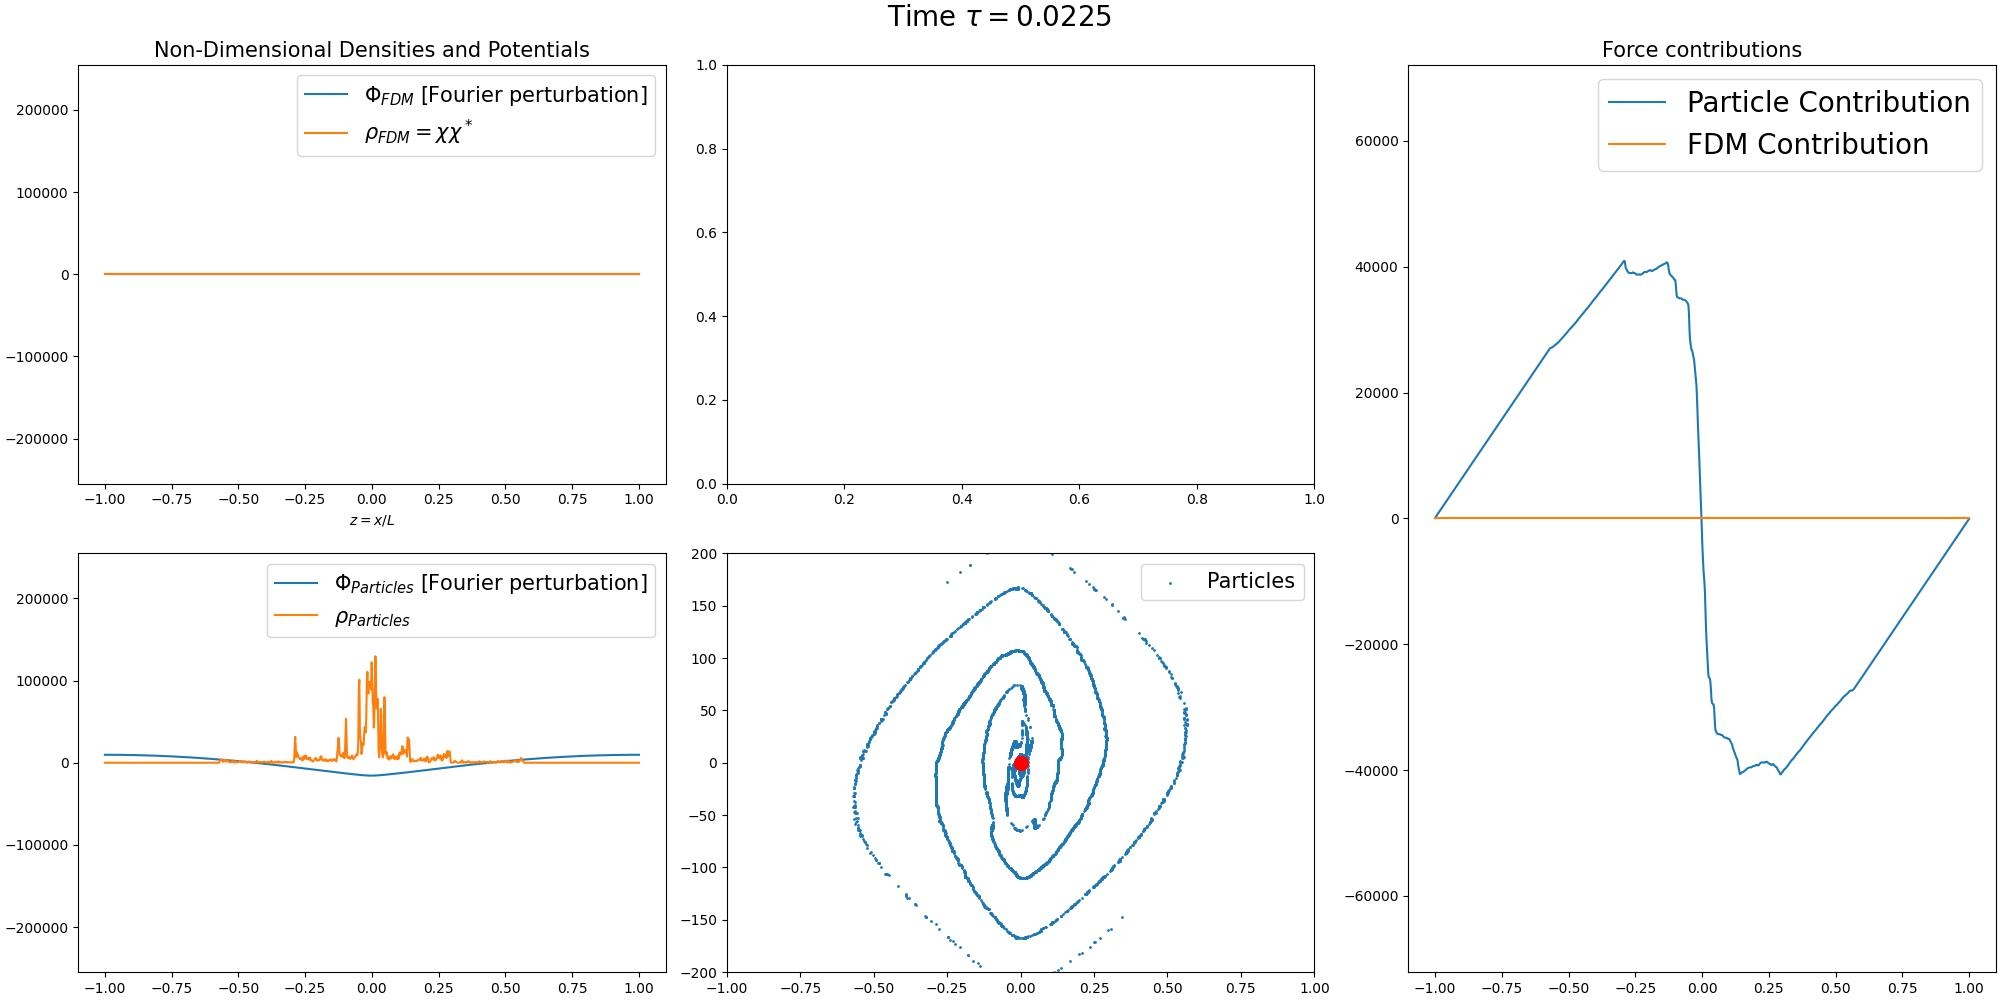 Time τ = 0.0225
Non-Dimensional Densities and Potentials
Φ_FDM [Fourier perturbation]
ρ_FDM = χχ*
200000
100000
0
−100000
−200000
−1.00 −0.75 −0.50 −0.25 0.00 0.25 0.50 0.75 1.00
z = x/L
1.0
0.8
0.6
0.4
0.2
0.0
0.0 0.2 0.4 0.6 0.8 1.0
Force contributions
Particle Contribution
FDM Contribution
60000
40000
20000
0
−20000
−40000
−60000
−1.00 −0.75 −0.50 −0.25 0.00 0.25 0.50 0.75 1.00
Φ_Particles [Fourier perturbation]
ρ_Particles
200000
100000
0
−100000
−200000
−1.00 −0.75 −0.50 −0.25 0.00 0.25 0.50 0.75 1.00
Particles
200
150
100
50
0
−50
−100
−150
−200
−1.00 −0.75 −0.50 −0.25 0.00 0.25 0.50 0.75 1.00